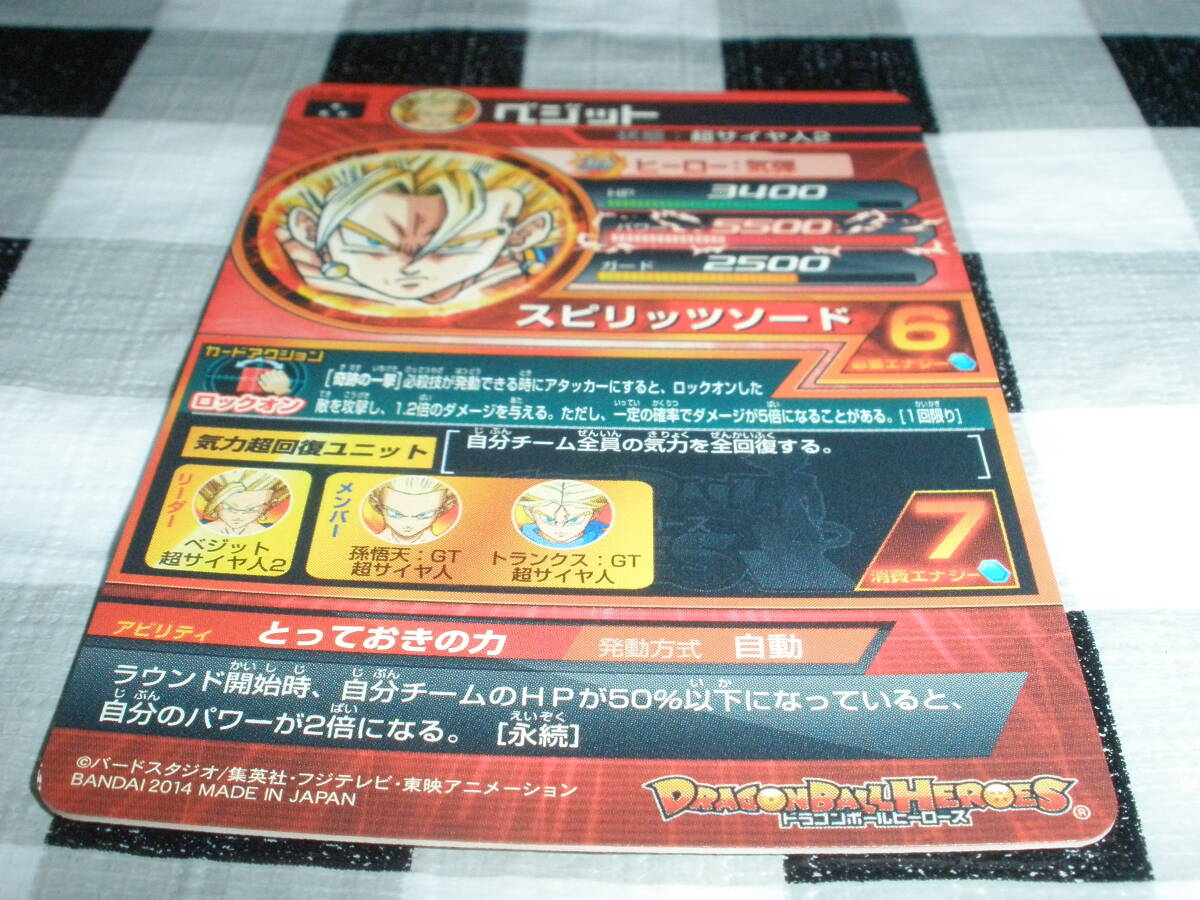 ベジット
超サイヤ人2
ヒーロー：気弾
HP 3400
パワー 5500
ガード 2500
スピリッツソード
6
必要エナジー
カードアクション
ロックオン
[奇跡の一撃]必殺技が発動できる時にアタッカーにすると、ロックオンした
敵を攻撃し、1.2倍のダメージを与える。ただし、一定の確率でダメージが5倍になることがある。[1回限り]
気力超回復ユニット
自分チーム全員の気力を全回復する。
リーダー
ベジット
超サイヤ人2
メンバー
孫悟天：GT
超サイヤ人
トランクス：GT
超サイヤ人
7
消費エナジー
アビリティ とっておきの力 発動方式 自動
ラウンド開始時、自分チームのHPが50%以下になっていると、
自分のパワーが2倍になる。 [永続]
©バードスタジオ/集英社・フジテレビ・東映アニメーション
BANDAI 2014 MADE IN JAPAN
DRAGONBALL HEROES
ドラゴンボールヒーローズ
®